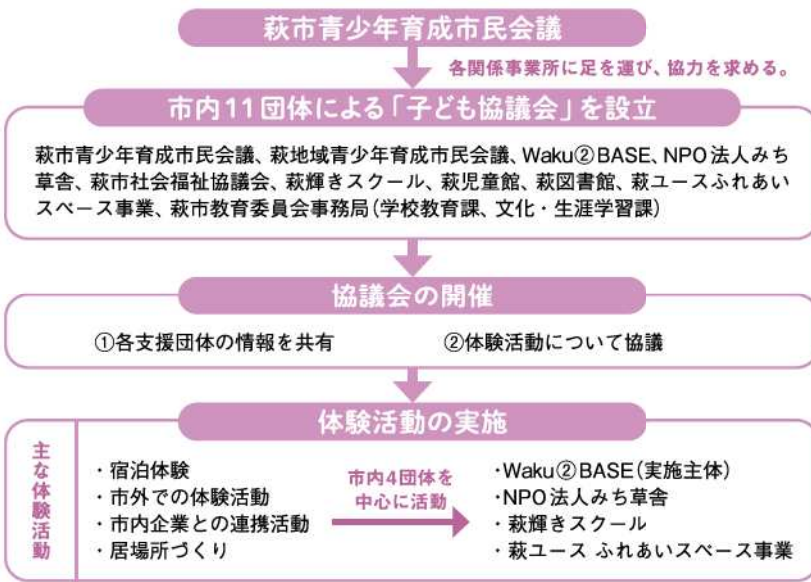 萩市青少年育成市民会議
各関係事業所に足を運び、協力を求める。
市内11団体による「子ども協議会」を設立
萩市青少年育成市民会議、萩地域青少年育成市民会議、Waku②BASE、NPO法人みち
草舎、萩市社会福祉協議会、萩輝きスクール、萩児童館、萩図書館、萩ユースふれあい
スペース事業、萩市教育委員会事務局(学校教育課、文化・生涯学習課)
協議会の開催
①各支援団体の情報を共有
②体験活動について協議
体験活動の実施
主な体験活動
・宿泊体験
・市外での体験活動
・市内企業との連携活動
・居場所づくり
市内4団体を
中心に活動
・Waku②BASE(実施主体)
・NPO法人みち草舎
・萩輝きスクール
・萩ユース ふれあいスペース事業